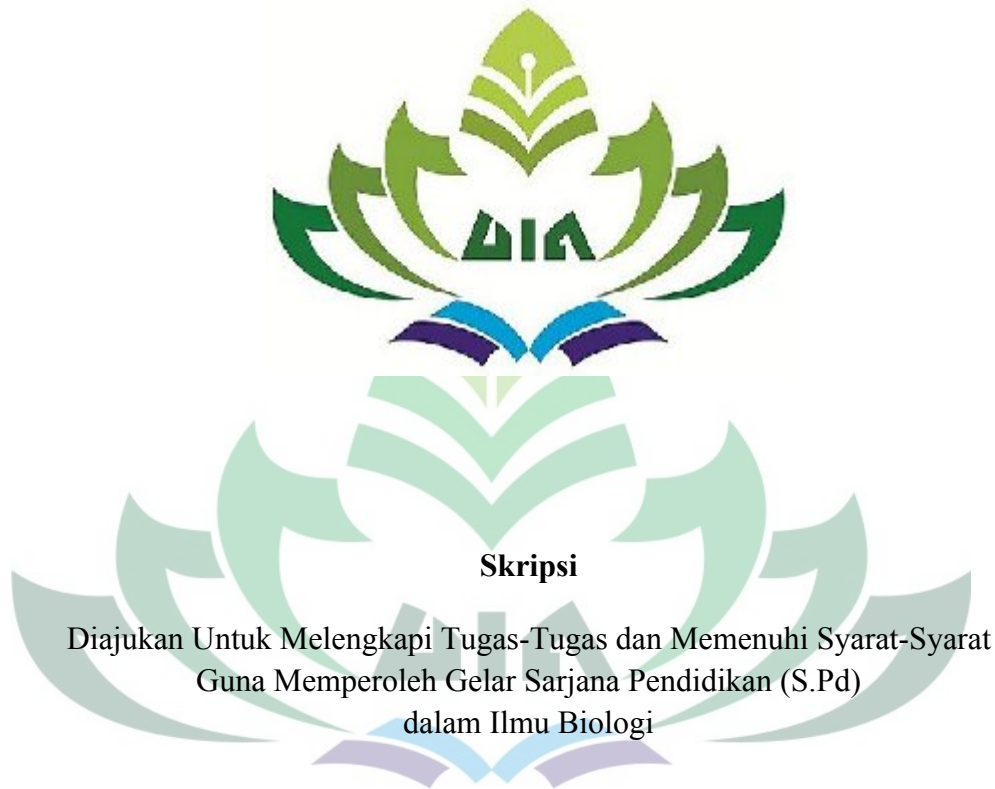 UIN
Skripsi
Diajukan Untuk Melengkapi Tugas-Tugas dan Memenuhi Syarat-Syarat
Guna Memperoleh Gelar Sarjana Pendidikan (S.Pd)
dalam Ilmu Biologi